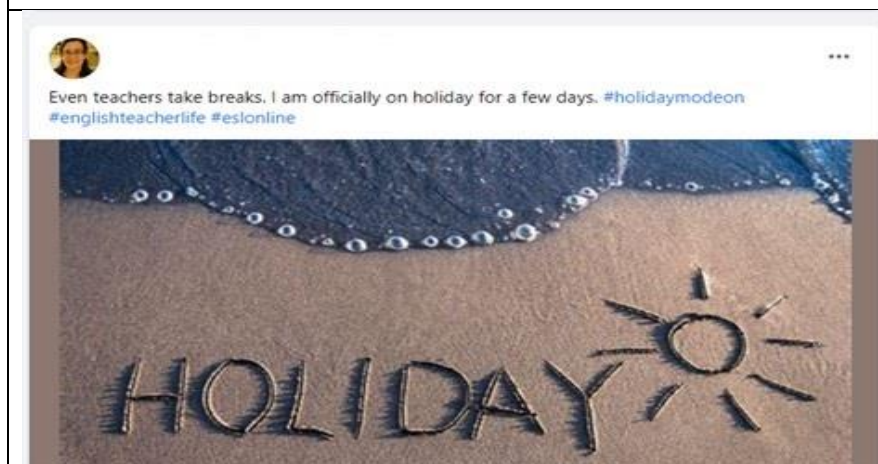 Even teachers take breaks. I am officially on holiday for a few days. #holidaymodeon
#englishteacherlife #eslonline
HOLIDAY